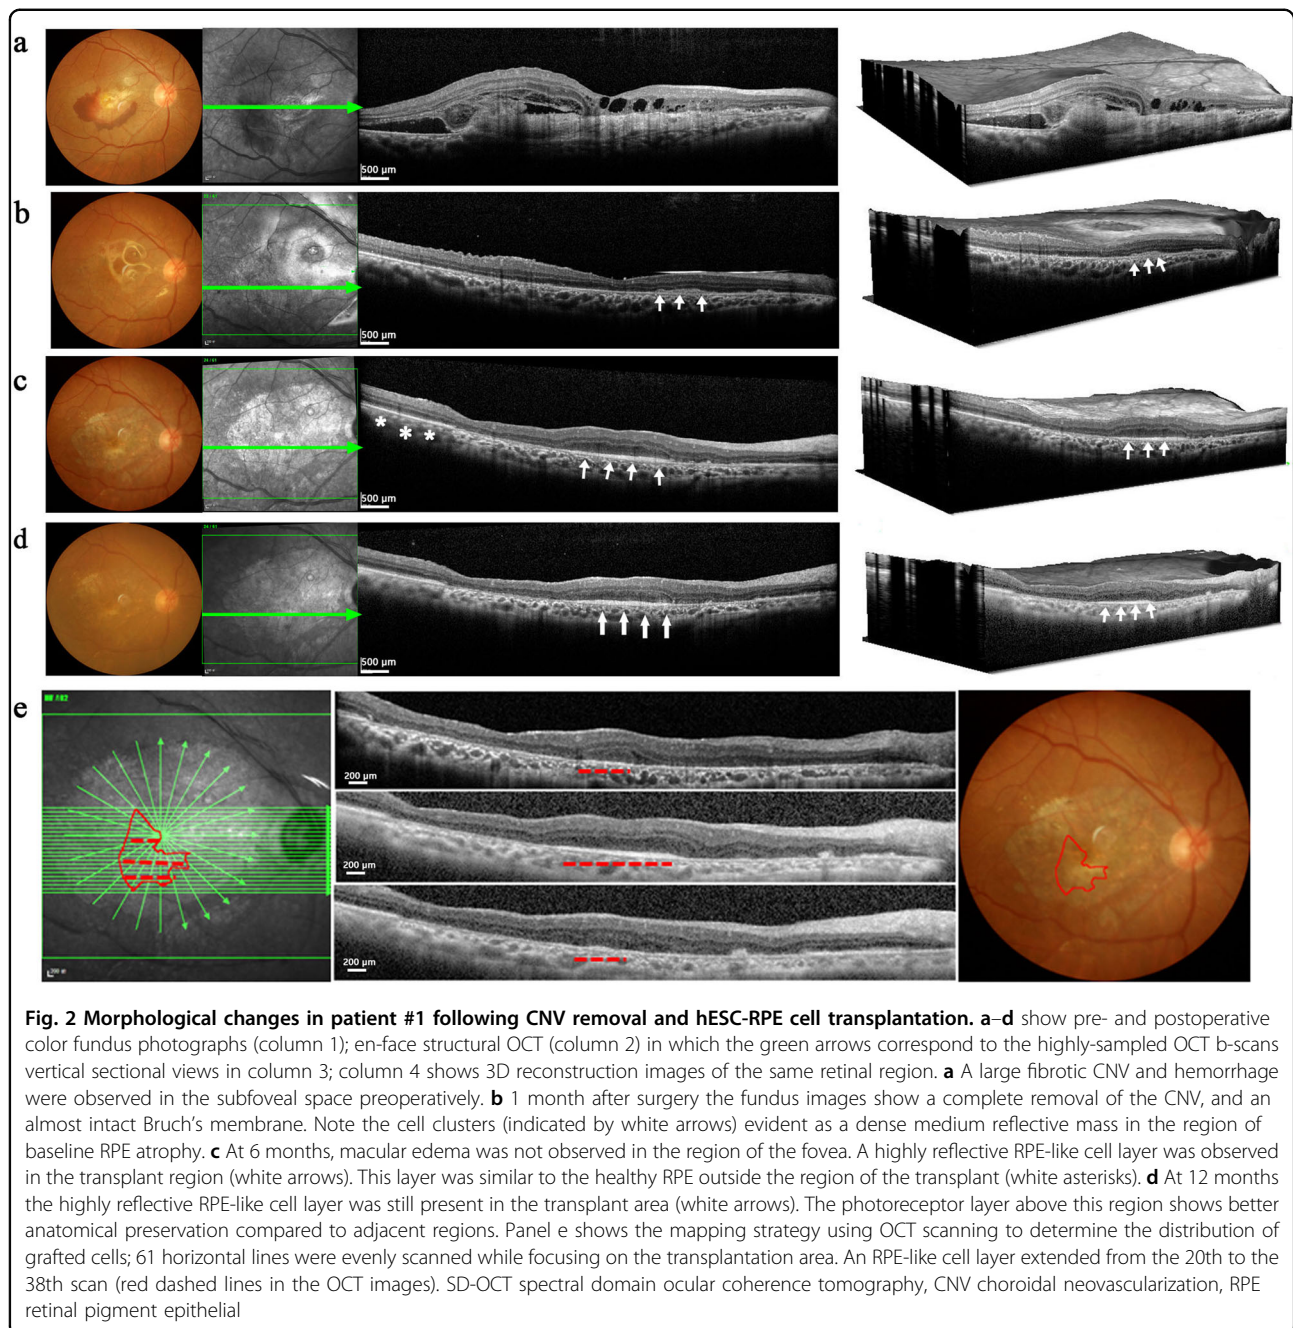 a
500 µm
b
500 µm
c
* * *
500 µm
d
500 µm
e
200 µm
200 µm
200 µm
200 µm
Fig. 2 Morphological changes in patient #1 following CNV removal and hESC-RPE cell transplantation. a–d show pre- and postoperative
color fundus photographs (column 1); en-face structural OCT (column 2) in which the green arrows correspond to the highly-sampled OCT b-scans
vertical sectional views in column 3; column 4 shows 3D reconstruction images of the same retinal region. a A large fibrotic CNV and hemorrhage
were observed in the subfoveal space preoperatively. b 1 month after surgery the fundus images show a complete removal of the CNV, and an
almost intact Bruch's membrane. Note the cell clusters (indicated by white arrows) evident as a dense medium reflective mass in the region of
baseline RPE atrophy. c At 6 months, macular edema was not observed in the region of the fovea. A highly reflective RPE-like cell layer was observed
in the transplant region (white arrows). This layer was similar to the healthy RPE outside the region of the transplant (white asterisks). d At 12 months
the highly reflective RPE-like cell layer was still present in the transplant area (white arrows). The photoreceptor layer above this region shows better
anatomical preservation compared to adjacent regions. Panel e shows the mapping strategy using OCT scanning to determine the distribution of
grafted cells; 61 horizontal lines were evenly scanned while focusing on the transplantation area. An RPE-like cell layer extended from the 20th to the
38th scan (red dashed lines in the OCT images). SD-OCT spectral domain ocular coherence tomography, CNV choroidal neovascularization, RPE
retinal pigment epithelial